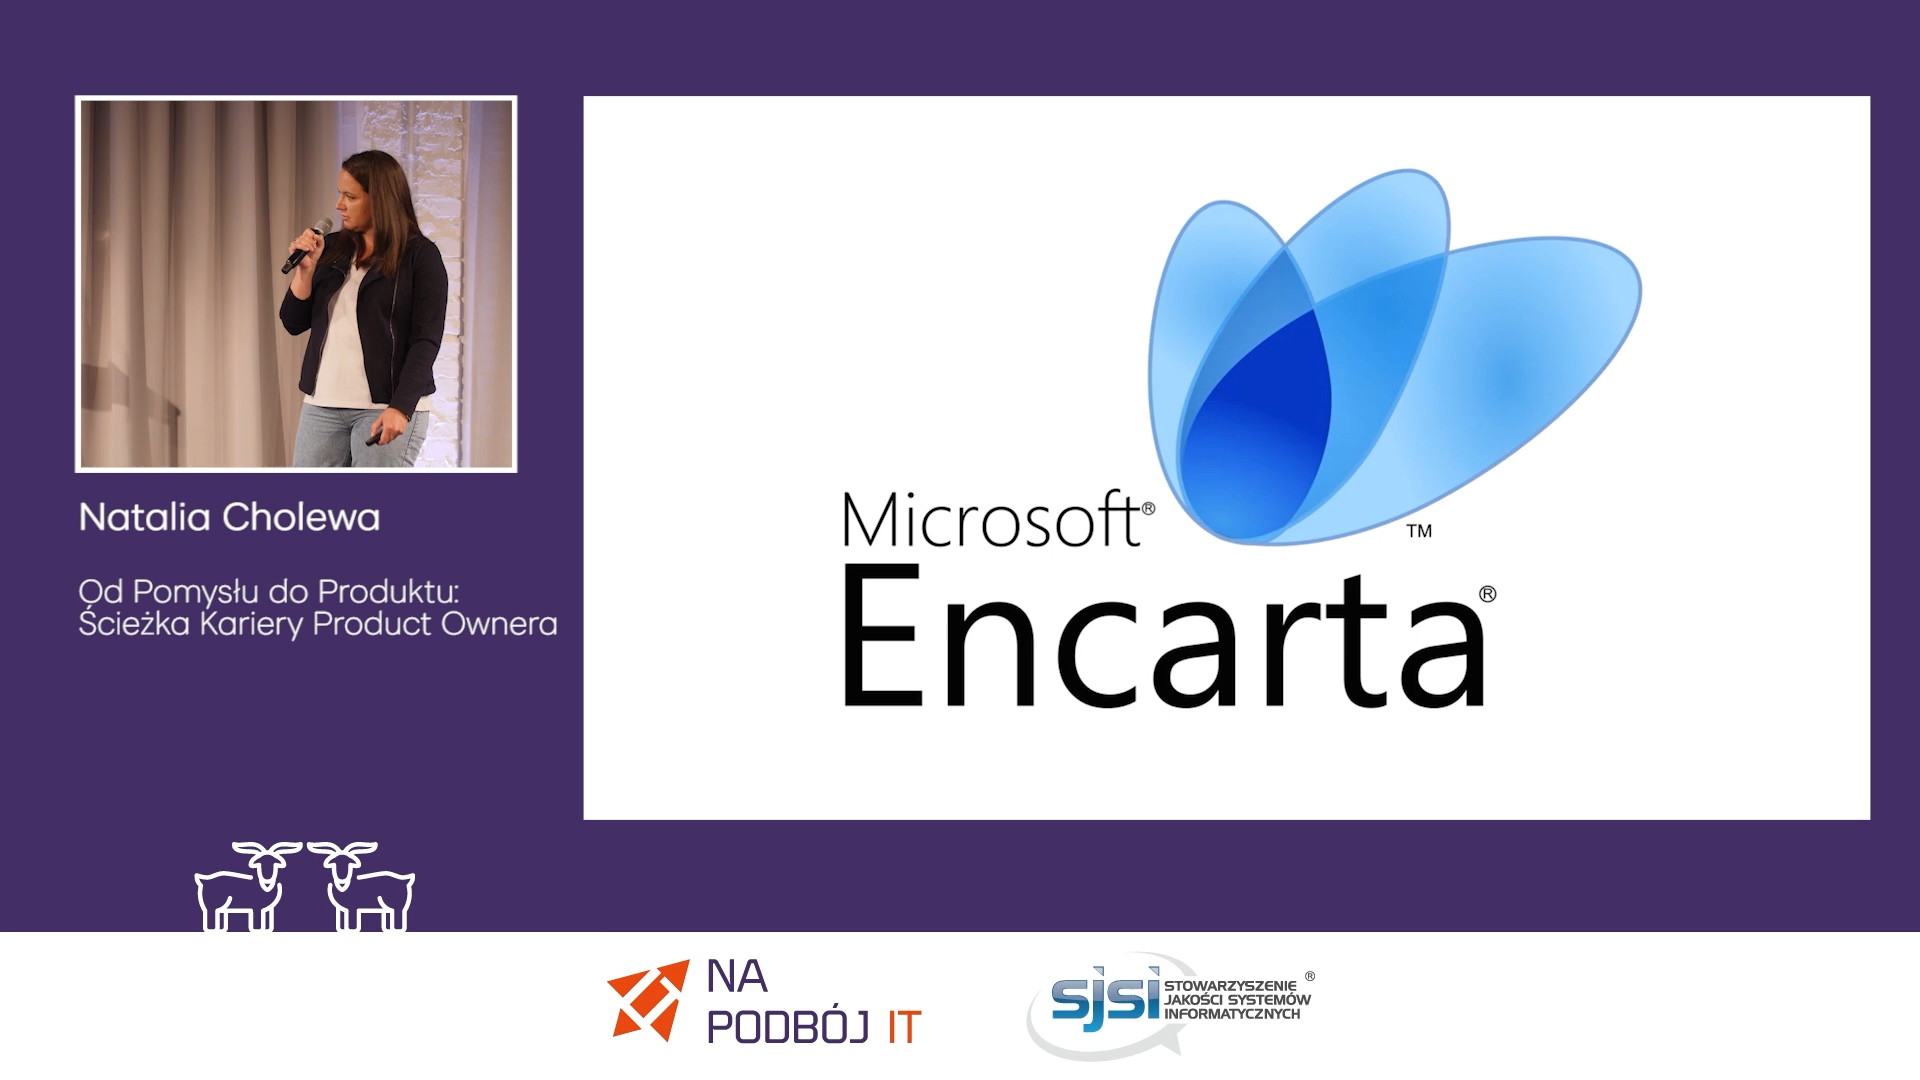 Natalia Cholewa
Od Pomysłu do Produktu:
Ścieżka Kariery Product Ownera
Microsoft®
™
Encarta®
NA
PODBÓJ IT
sjsi
STOWARZYSZENIE ®
JAKOŚCI SYSTEMÓW
INFORMATYCZNYCH